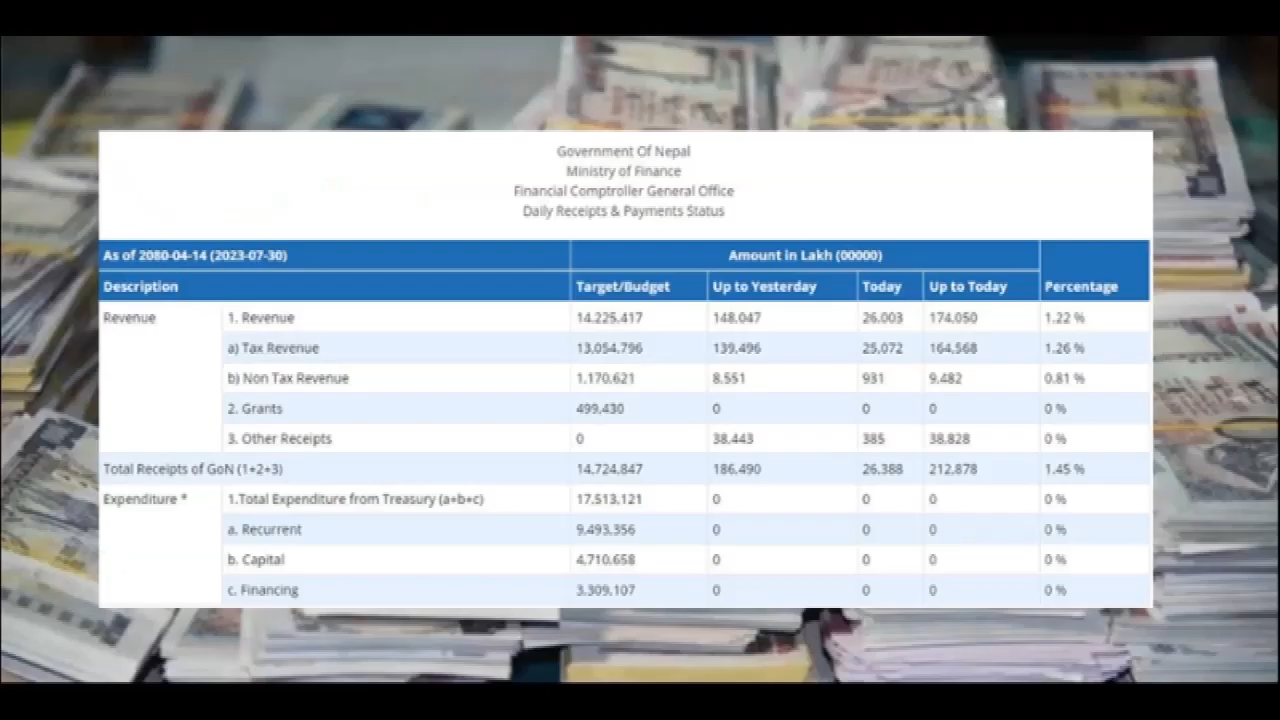 Government Of Nepal
Ministry of Finance
Financial Comptroller General Office
Daily Receipts & Payments Status
As of 2080-04-14 (2023-07-30) Amount in Lakh (00000)
Description Target/Budget Up to Yesterday Today Up to Today Percentage
Revenue 1. Revenue 14,225,417 148,047 26,003 174,050 1.22 %
a) Tax Revenue 13,054,796 139,496 25,072 164,568 1.26 %
b) Non Tax Revenue 1,170,621 8,551 931 9,482 0.81 %
2. Grants 499,430 0 0 0 0 %
3. Other Receipts 0 38,443 385 38,828 0 %
Total Receipts of GoN (1+2+3) 14,724,847 186,490 26,388 212,878 1.45 %
Expenditure * 1.Total Expenditure from Treasury (a+b+c) 17,513,121 0 0 0 0 %
a. Recurrent 9,493,356 0 0 0 0 %
b. Capital 4,710,658 0 0 0 0 %
c. Financing 3,309,107 0 0 0 0 %